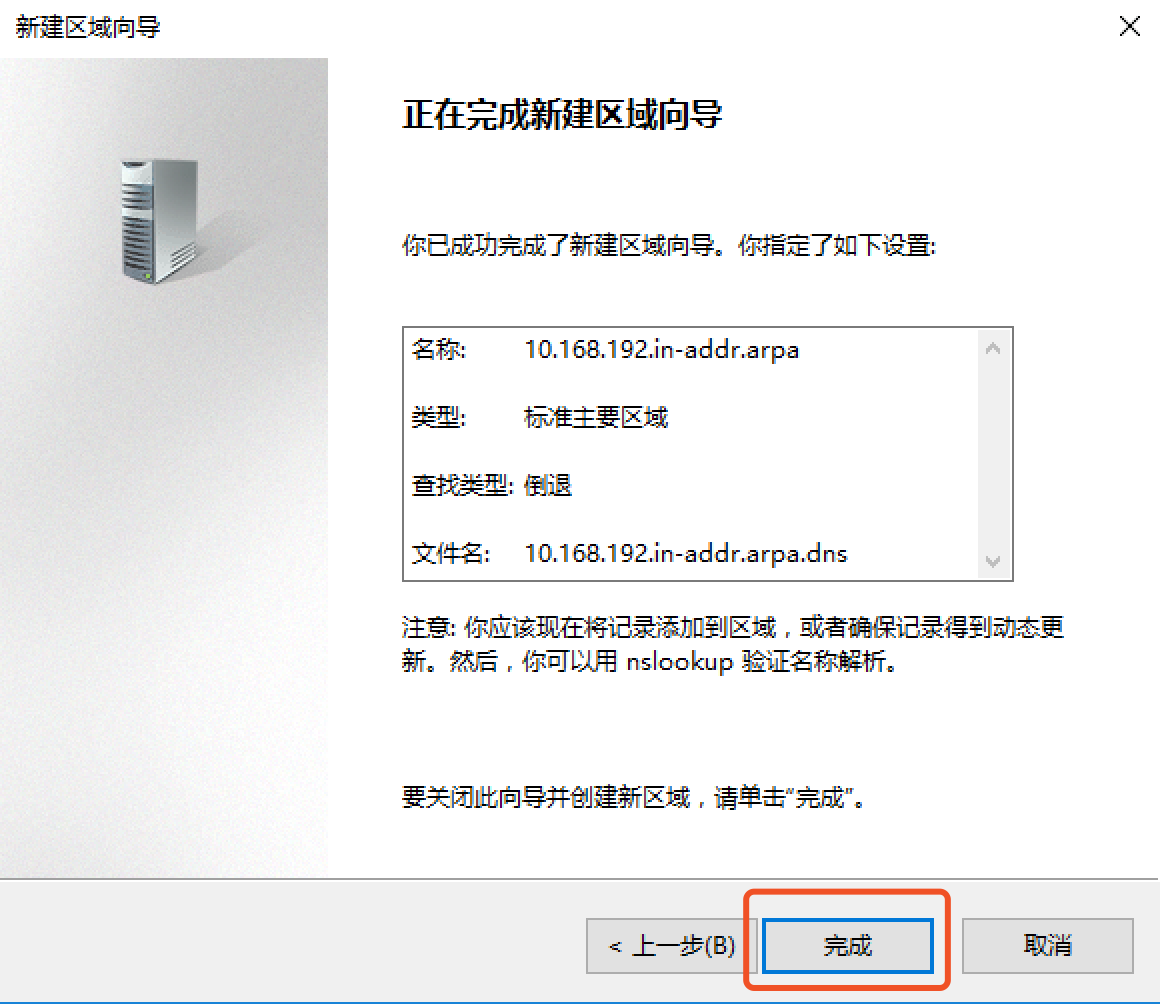 新建区域向导
正在完成新建区域向导
你已成功完成了新建区域向导。你指定了如下设置:
名称: 10.168.192.in-addr.arpa
类型: 标准主要区域
查找类型: 倒退
文件名: 10.168.192.in-addr.arpa.dns
注意: 你应该现在将记录添加到区域，或者确保记录得到动态更
新。然后，你可以用 nslookup 验证名称解析。
要关闭此向导并创建新区域，请单击“完成”。
< 上一步(B) 完成 取消